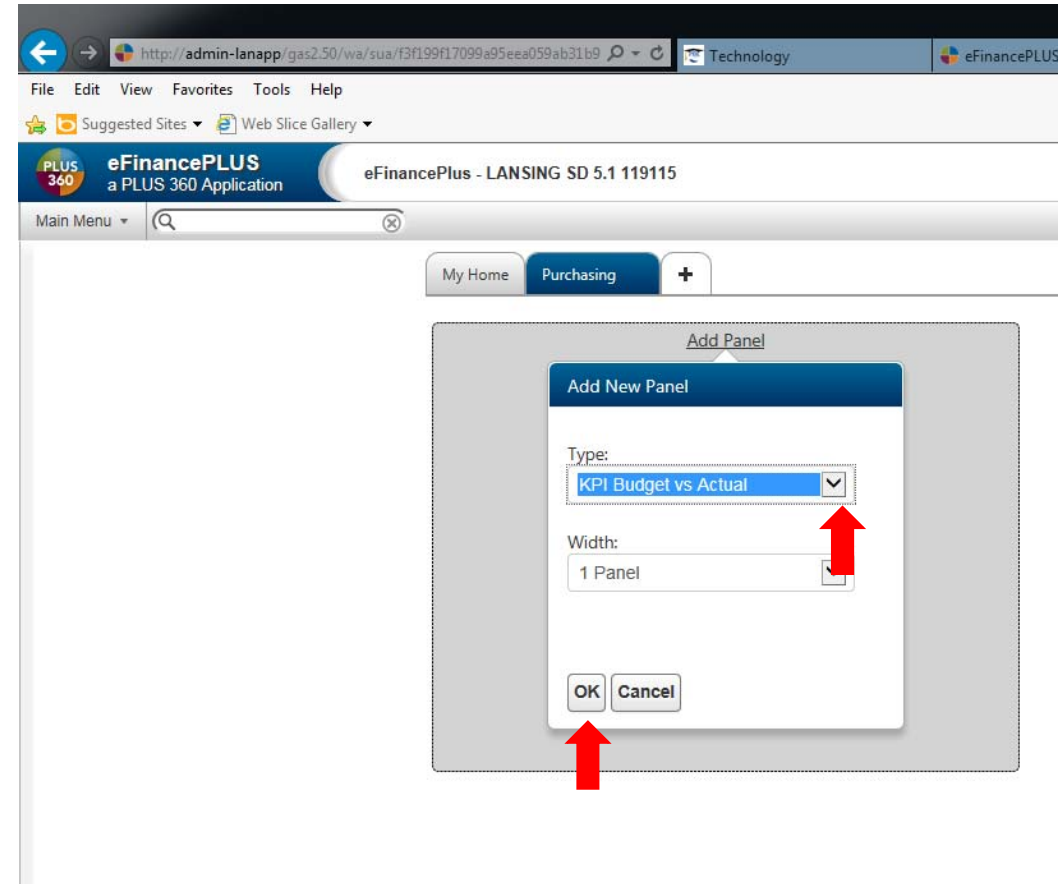 http://admin-lanapp/gas2.50/wa/sua/f3f199f17099a95eea059ab31b9 Technology eFinancePLUS
File Edit View Favorites Tools Help
Suggested Sites Web Slice Gallery
PLUS 360 eFinancePLUS a PLUS 360 Application eFinancePlus - LANSING SD 5.1 119115
Main Menu
My Home Purchasing +
Add Panel
Add New Panel
Type:
KPI Budget vs Actual
Width:
1 Panel
OK Cancel